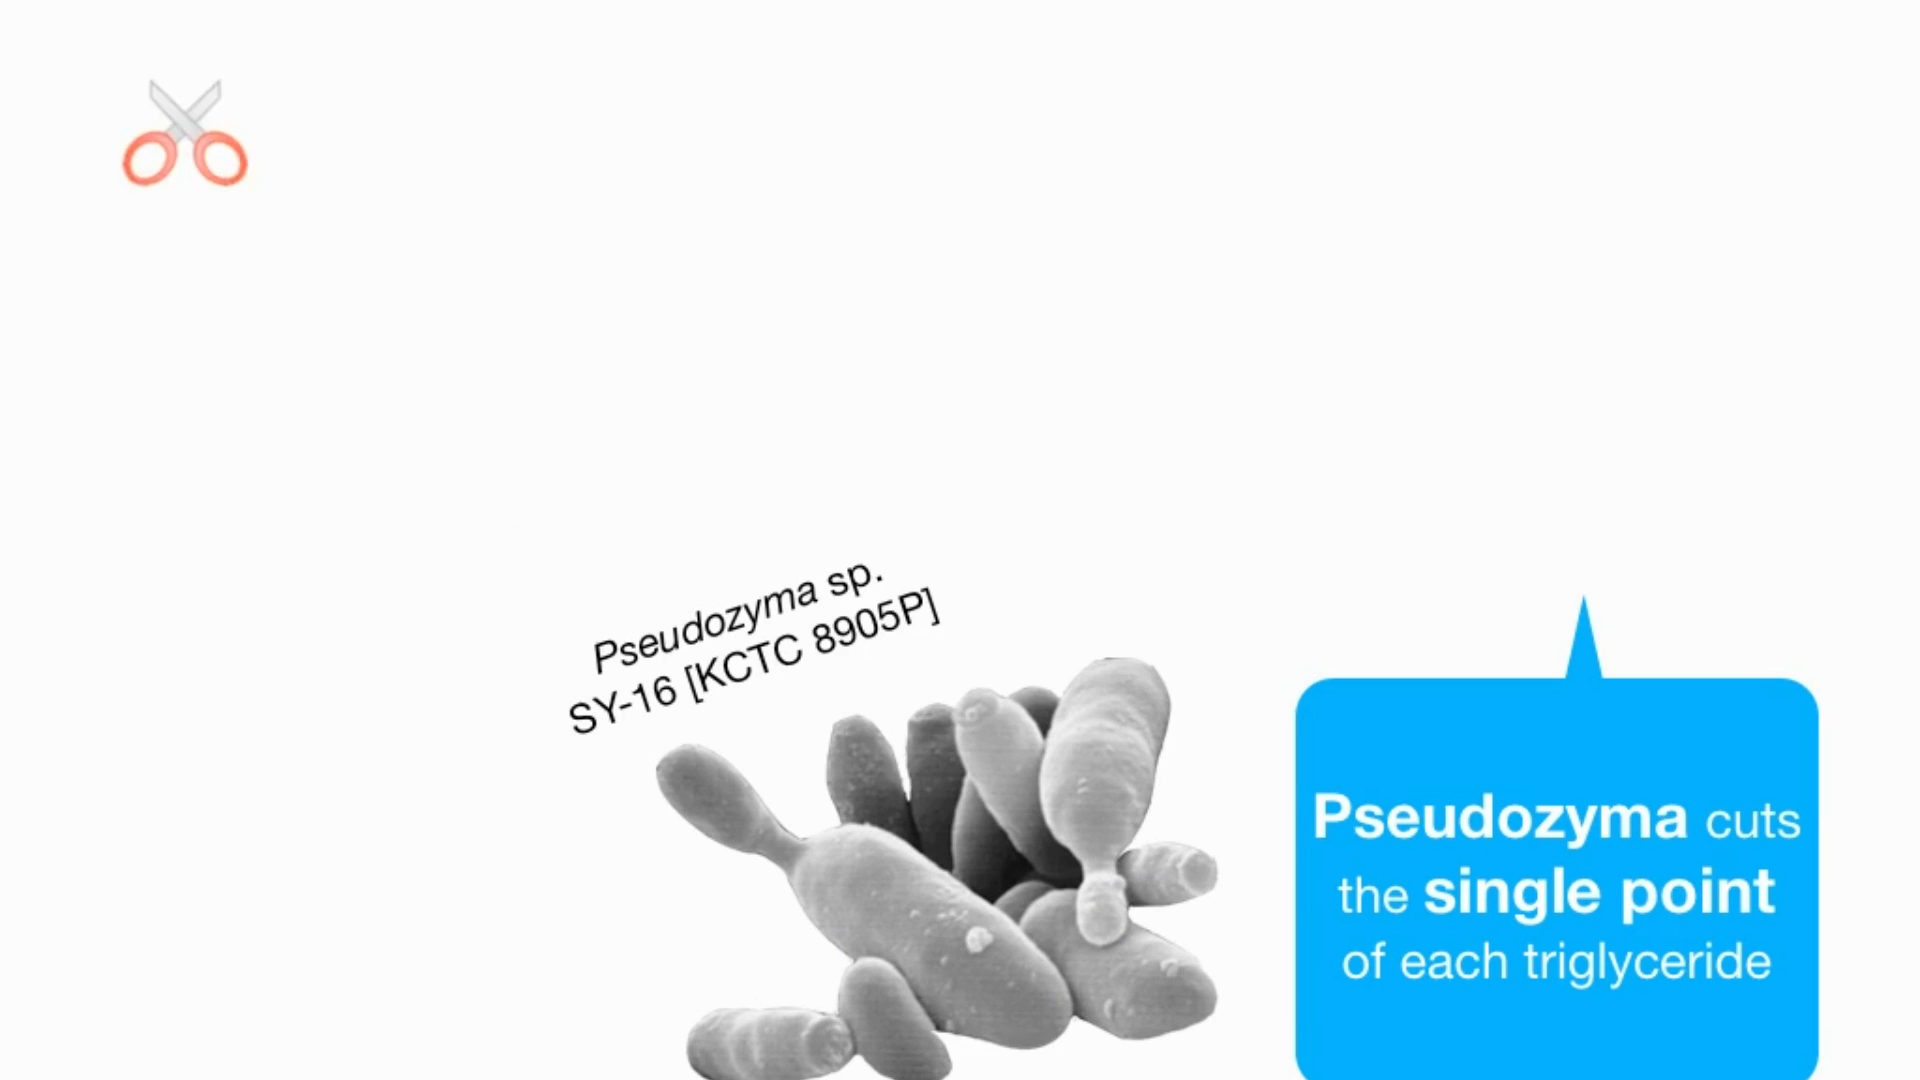 Pseudozyma sp.
SY-16 [KCTC 8905P]
Pseudozyma cuts
the single point
of each triglyceride